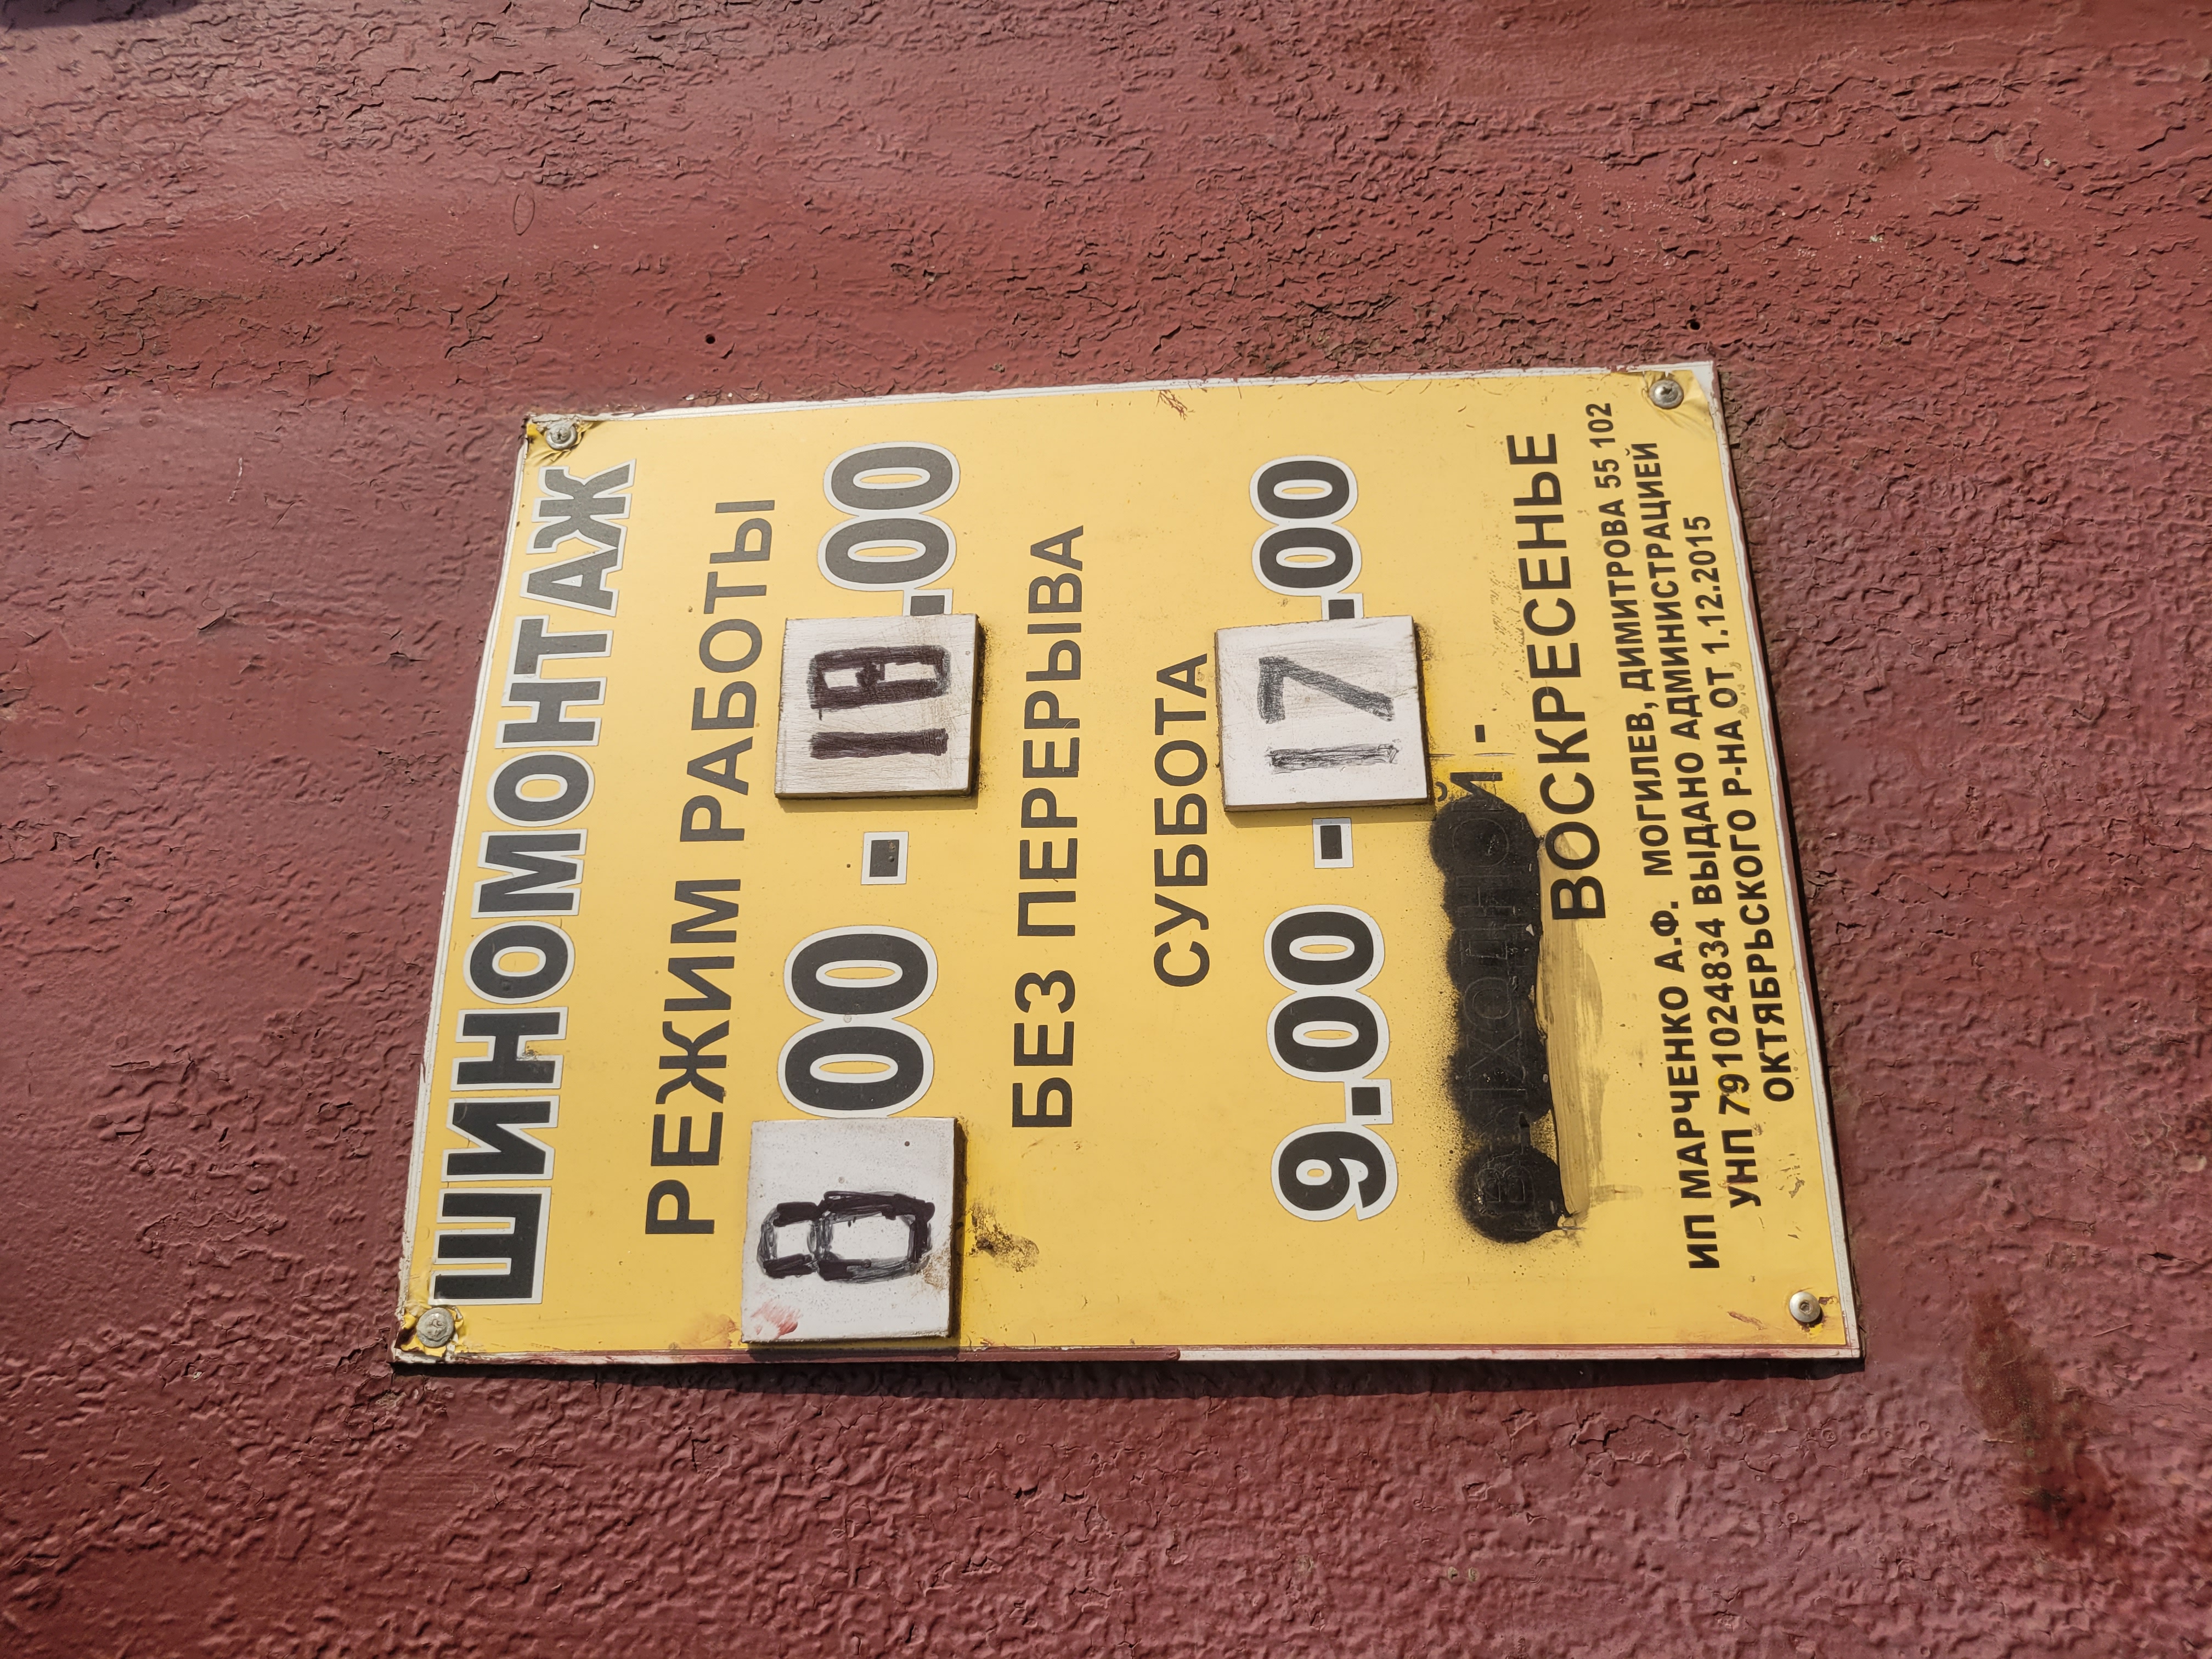 ШИНОМОНТАЖ
РЕЖИМ РАБОТЫ
8 00 - 18.00
БЕЗ ПЕРЕРЫВА
СУББОТА
9.00 - 17.00
ВЫХОДНОЙ -
ВОСКРЕСЕНЬЕ
ИП МАРЧЕНКО А.Ф. МОГИЛЕВ, ДИМИТРОВА 55 102
УНП 791024834 ВЫДАНО АДМИНИСТРАЦИЕЙ
ОКТЯБРЬСКОГО Р-НА ОТ 1.12.2015